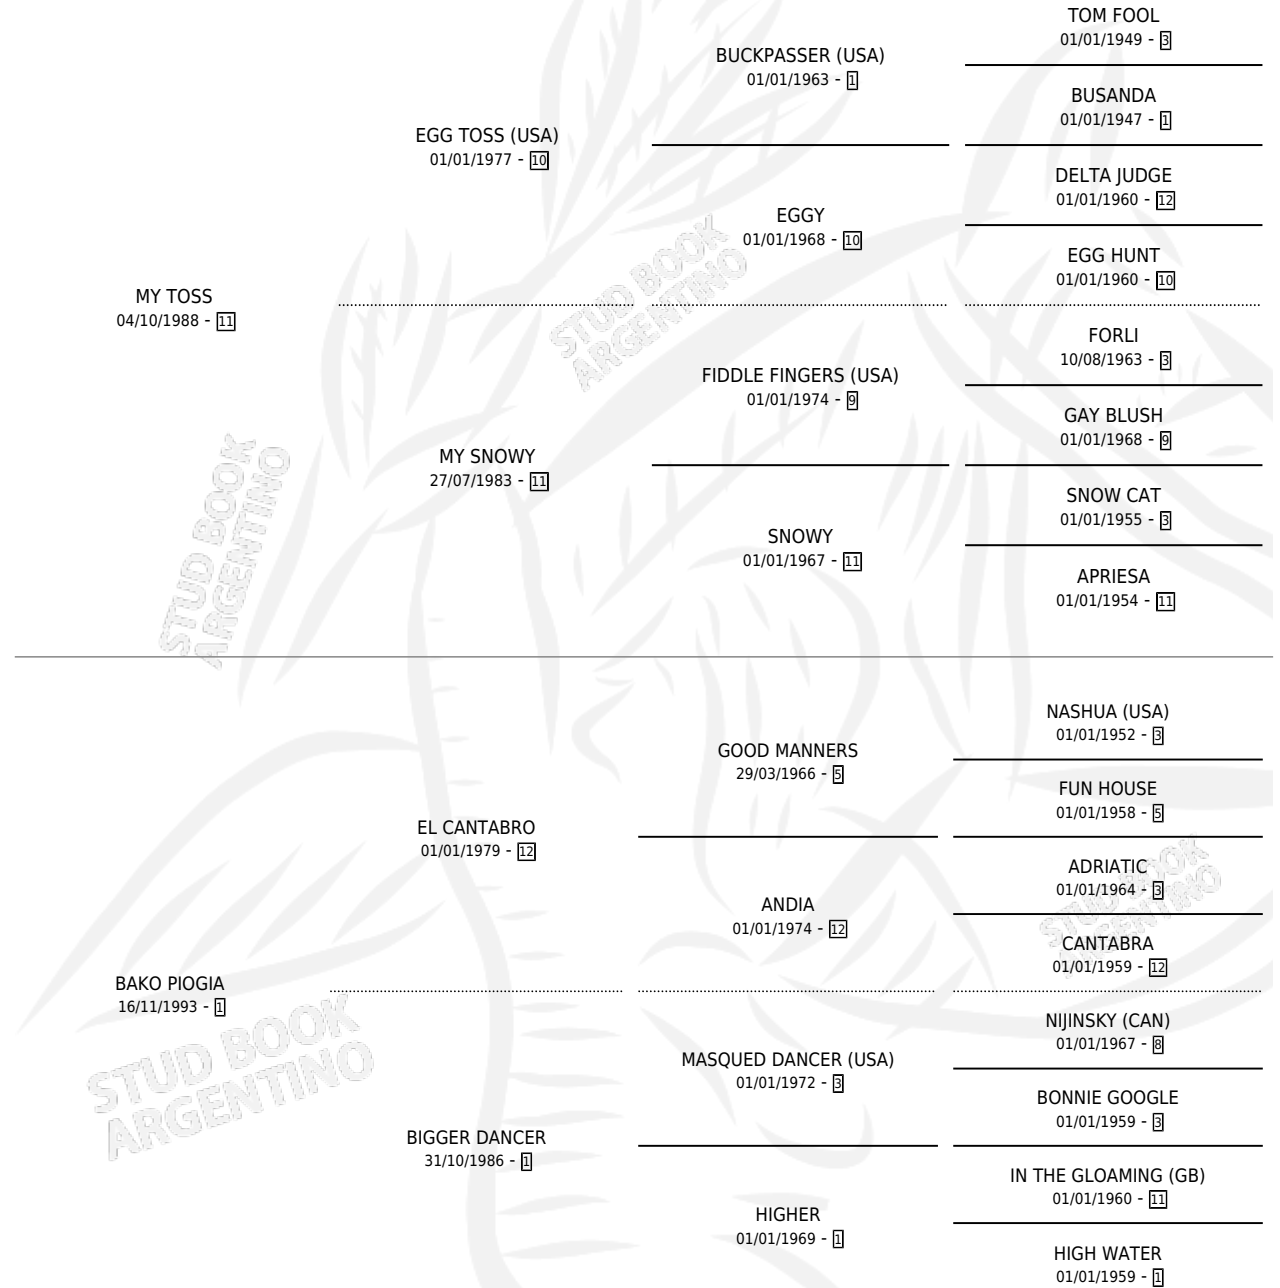 TOM FOOL
01/01/1949 - 3
BUCKPASSER (USA)
01/01/1963 - 1
BUSANDA
01/01/1947 - 1
EGG TOSS (USA)
01/01/1977 - 10
DELTA JUDGE
01/01/1960 - 12
EGGY
01/01/1968 - 10
EGG HUNT
01/01/1960 - 10
MY TOSS
04/10/1988 - 11
FORLI
10/08/1963 - 3
FIDDLE FINGERS (USA)
01/01/1974 - 9
GAY BLUSH
01/01/1968 - 9
MY SNOWY
27/07/1983 - 11
SNOW CAT
01/01/1955 - 3
SNOWY
01/01/1967 - 11
APRIESA
01/01/1954 - 11
STUD BOOK
ARGENTINO
STUD BOOK
ARGENTINO
NASHUA (USA)
01/01/1952 - 3
GOOD MANNERS
29/03/1966 - 5
FUN HOUSE
01/01/1958 - 5
EL CANTABRO
01/01/1979 - 12
ADRIATIC
01/01/1964 - 3
ANDIA
01/01/1974 - 12
CANTABRA
01/01/1959 - 12
STUD BOOK
ARGENTINO
BAKO PIOGIA
16/11/1993 - 1
NIJINSKY (CAN)
01/01/1967 - 8
MASQUED DANCER (USA)
01/01/1972 - 3
BONNIE GOOGLE
01/01/1959 - 3
STUD BOOK
ARGENTINO
BIGGER DANCER
31/10/1986 - 1
IN THE GLOAMING (GB)
01/01/1960 - 11
HIGHER
01/01/1969 - 1
HIGH WATER
01/01/1959 - 1